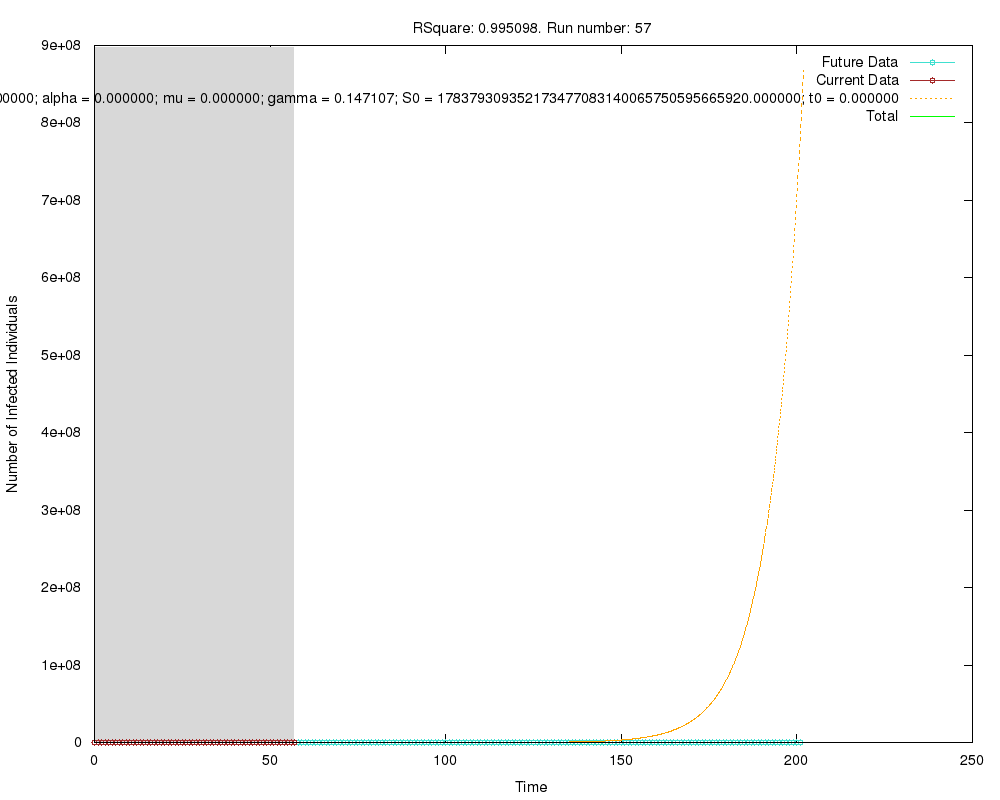 RSquare: 0.995098. Run number: 57
Future Data
Current Data
00000; alpha = 0.000000; mu = 0.000000; gamma = 0.147107; S0 = 17837930935217347708314006575059566592​0.000000; t0 = 0.000000
Total
9e+08
8e+08
7e+08
6e+08
5e+08
4e+08
3e+08
2e+08
1e+08
0
Number of Infected Individuals
0 50 100 150 200 250
Time